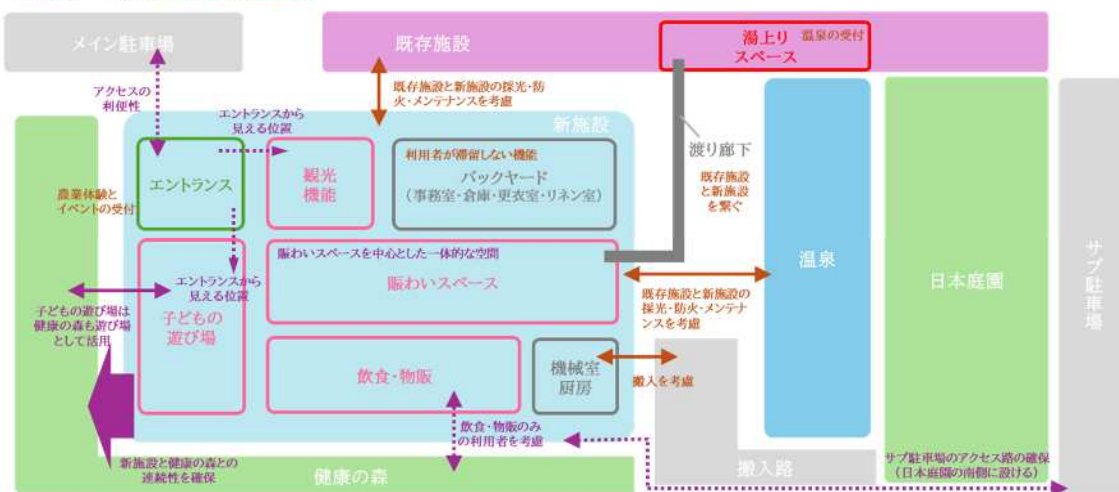 メイン駐車場
既存施設
湯上り
スペース
温泉の受付
アクセスの
利便性
既存施設と新施設の採光・防
火・メンテナンスを考慮
エントランスから
見える位置
新施設
渡り廊下
既存施設
と新施設
を繋ぐ
エントランス
観光
機能
利用者が滞留しない機能
バックヤード
（事務室・倉庫・更衣室・リネン室）
農業体験と
イベントの受付
賑わいスペースを中心とした一体的な空間
賑わいスペース
エントランスから
見える位置
子どもの
遊び場
子どもの遊び場は
健康の森も遊び場
として活用
既存施設と新施設の
採光・防火・メンテナ
ンスを考慮
温泉
日本庭園
サブ駐車場
飲食・物販
機械室
厨房
搬入を考慮
飲食・物販のみ
の利用者を考慮
新施設と健康の森との
連続性を確保
健康の森
搬入路
サブ駐車場のアクセス路の確保
（日本庭園の南側に設ける）